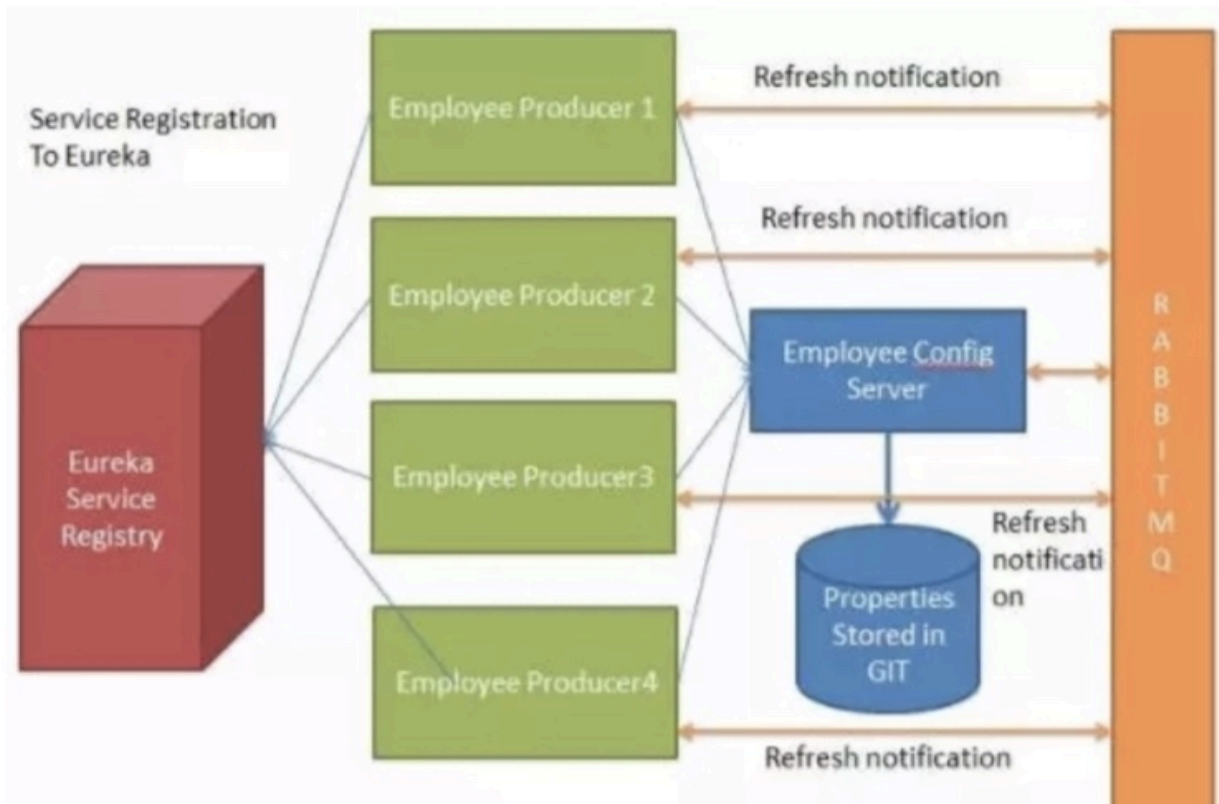 Service Registration
To Eureka
Eureka
Service
Registry
Employee Producer 1
Employee Producer 2
Employee Producer3
Employee Producer4
Refresh notification
Refresh notification
Employee Config
Server
Refresh
notificati
on
Properties
Stored in
GIT
Refresh notification
R
A
B
B
I
T
M
Q